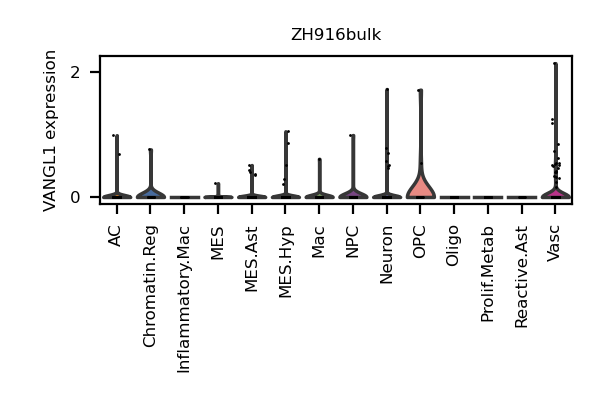 ZH916bulk
VANGL1 expression
2
0
AC
Chromatin.Reg
Inflammatory.Mac
MES
MES.Ast
MES.Hyp
Mac
NPC
Neuron
OPC
Oligo
Prolif.Metab
Reactive.Ast
Vasc